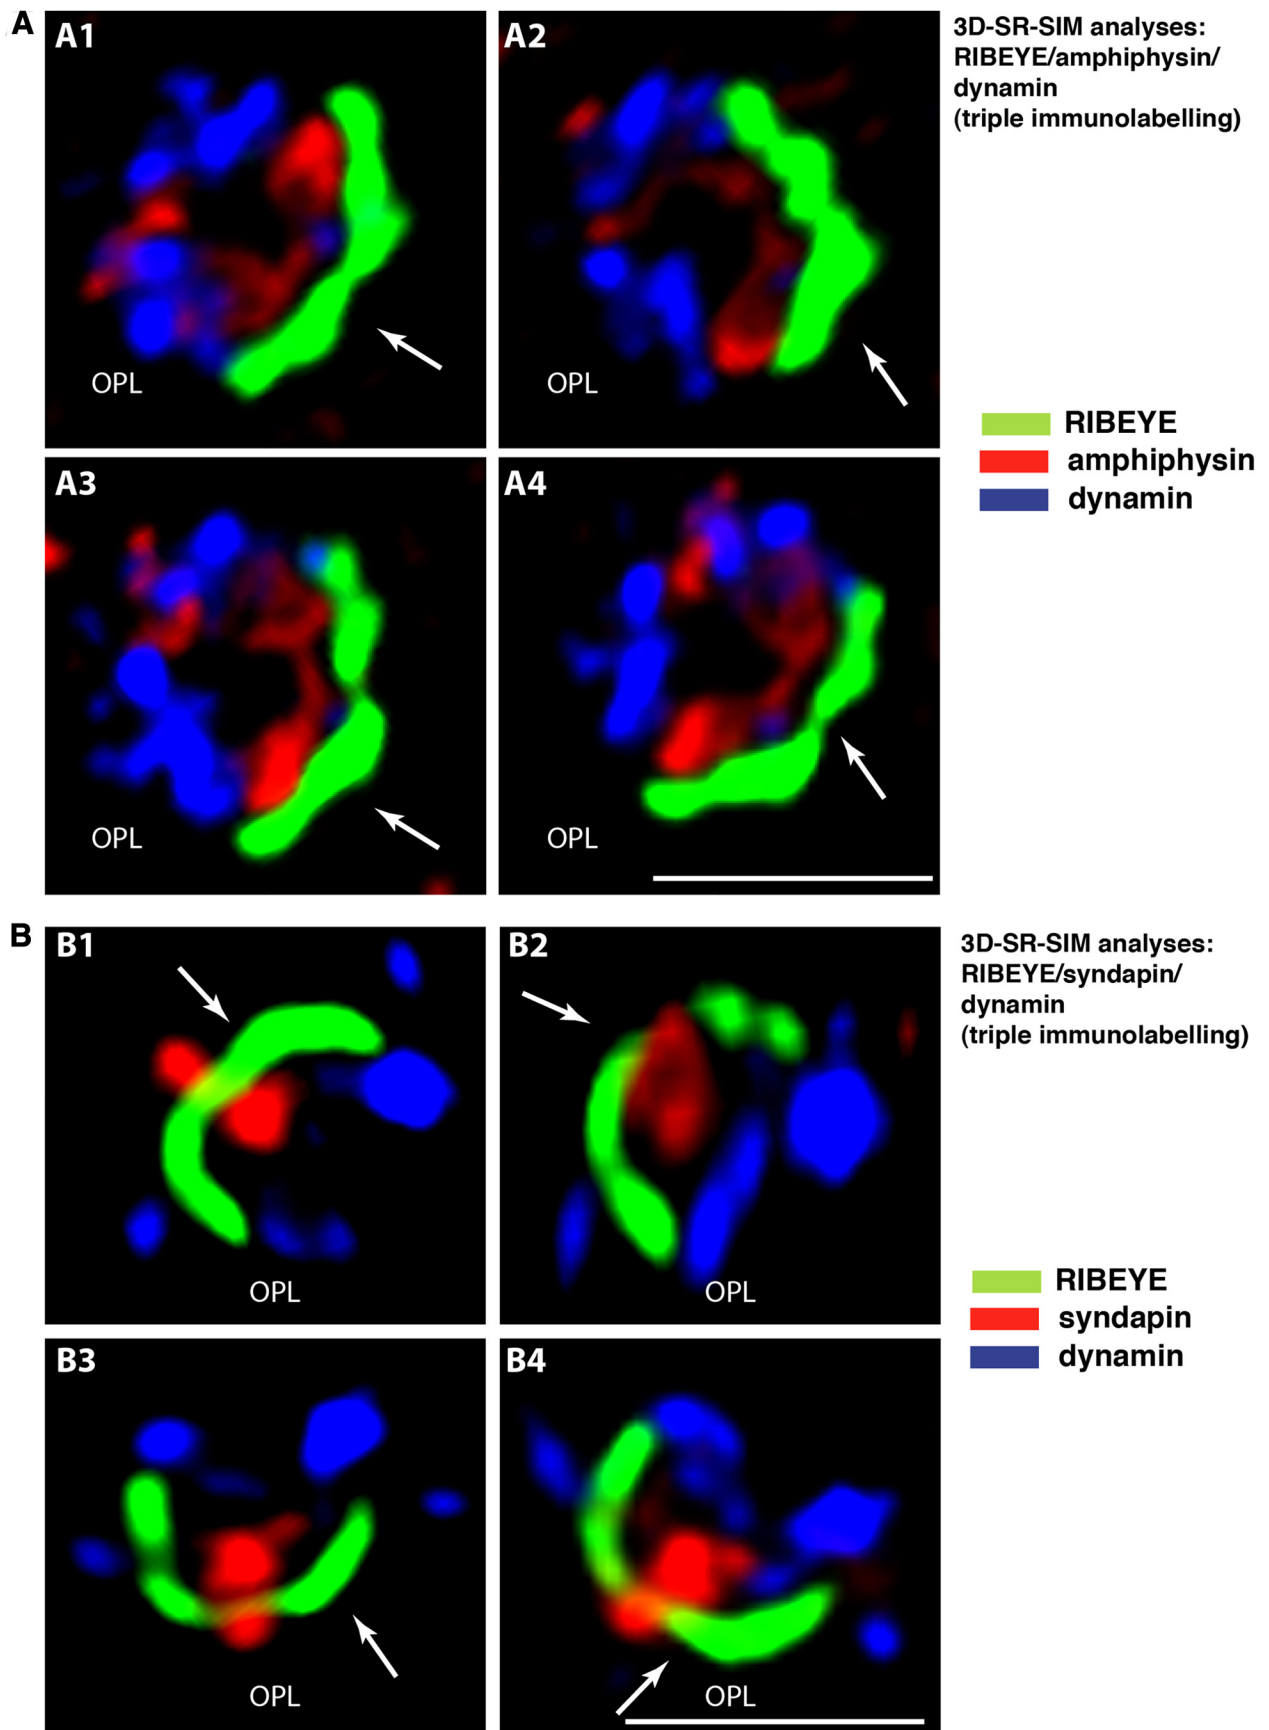 A
A1
A2
3D-SR-SIM analyses:
RIBEYE/amphiphysin/
dynamin
(triple immunolabelling)
OPL
OPL
RIBEYE
amphiphysin
dynamin
A3
A4
OPL
OPL
B
B1
B2
3D-SR-SIM analyses:
RIBEYE/syndapin/
dynamin
(triple immunolabelling)
OPL
OPL
RIBEYE
syndapin
dynamin
B3
B4
OPL
OPL